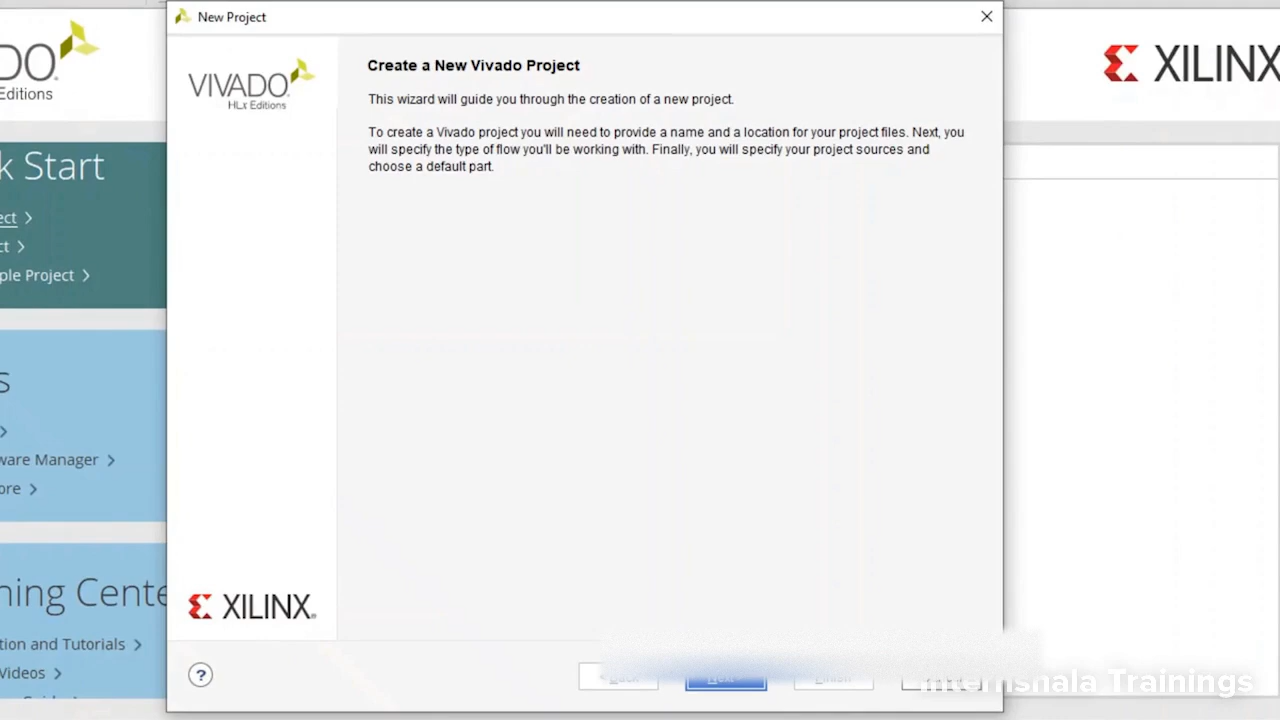 New Project
DO
Editions
XILINX
VIVADO
HLx Editions
Create a New Vivado Project
This wizard will guide you through the creation of a new project.
To create a Vivado project you will need to provide a name and a location for your project files. Next, you
will specify the type of flow you'll be working with. Finally, you will specify your project sources and
choose a default part.
k Start
ect >
ct >
ple Project >
s
>
ware Manager >
ore >
ning Cente
tion and Tutorials >
Videos >
XILINX
?
Next
Internshala Trainings